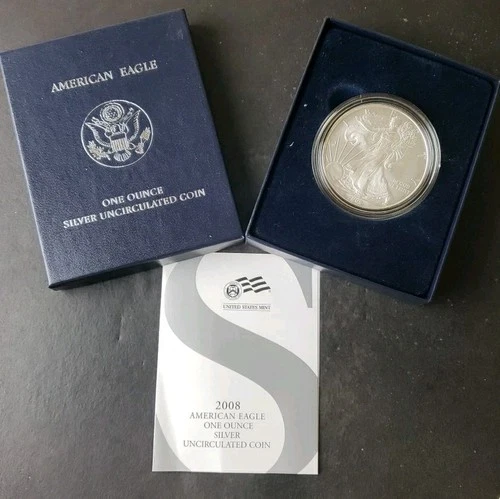 AMERICAN EAGLE
ONE OUNCE
SILVER UNCIRCULATED COIN
S
UNITED STATES MINT
2008
AMERICAN EAGLE
ONE OUNCE
SILVER
UNCIRCULATED COIN